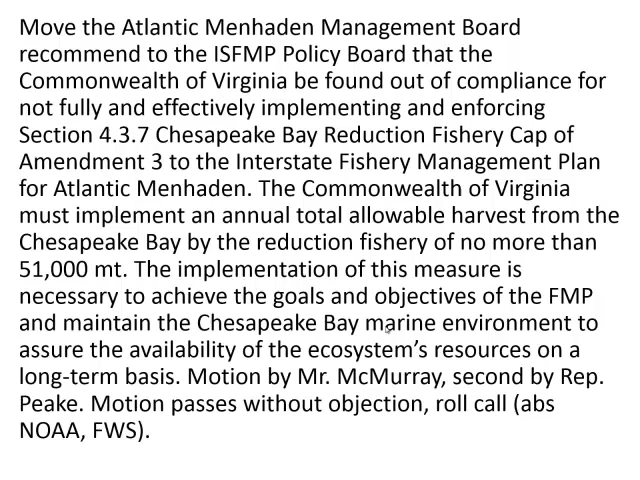 Move the Atlantic Menhaden Management Board
recommend to the ISFMP Policy Board that the
Commonwealth of Virginia be found out of compliance for
not fully and effectively implementing and enforcing
Section 4.3.7 Chesapeake Bay Reduction Fishery Cap of
Amendment 3 to the Interstate Fishery Management Plan
for Atlantic Menhaden. The Commonwealth of Virginia
must implement an annual total allowable harvest from the
Chesapeake Bay by the reduction fishery of no more than
51,000 mt. The implementation of this measure is
necessary to achieve the goals and objectives of the FMP
and maintain the Chesapeake Bay marine environment to
assure the availability of the ecosystem’s resources on a
long-term basis. Motion by Mr. McMurray, second by Rep.
Peake. Motion passes without objection, roll call (abs
NOAA, FWS).